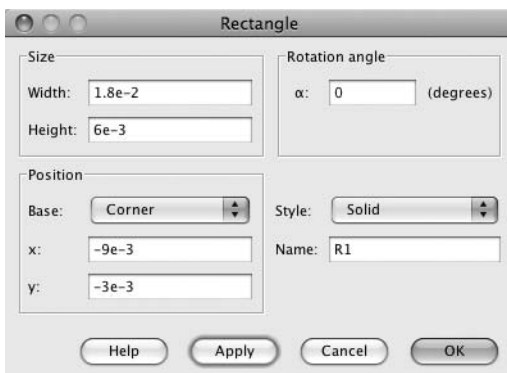 Rectangle
Size
Width: 1.8e-2
Height: 6e-3
Rotation angle
α: 0 (degrees)
Position
Base: Corner
x: -9e-3
y: -3e-3
Style: Solid
Name: R1
Help Apply Cancel OK